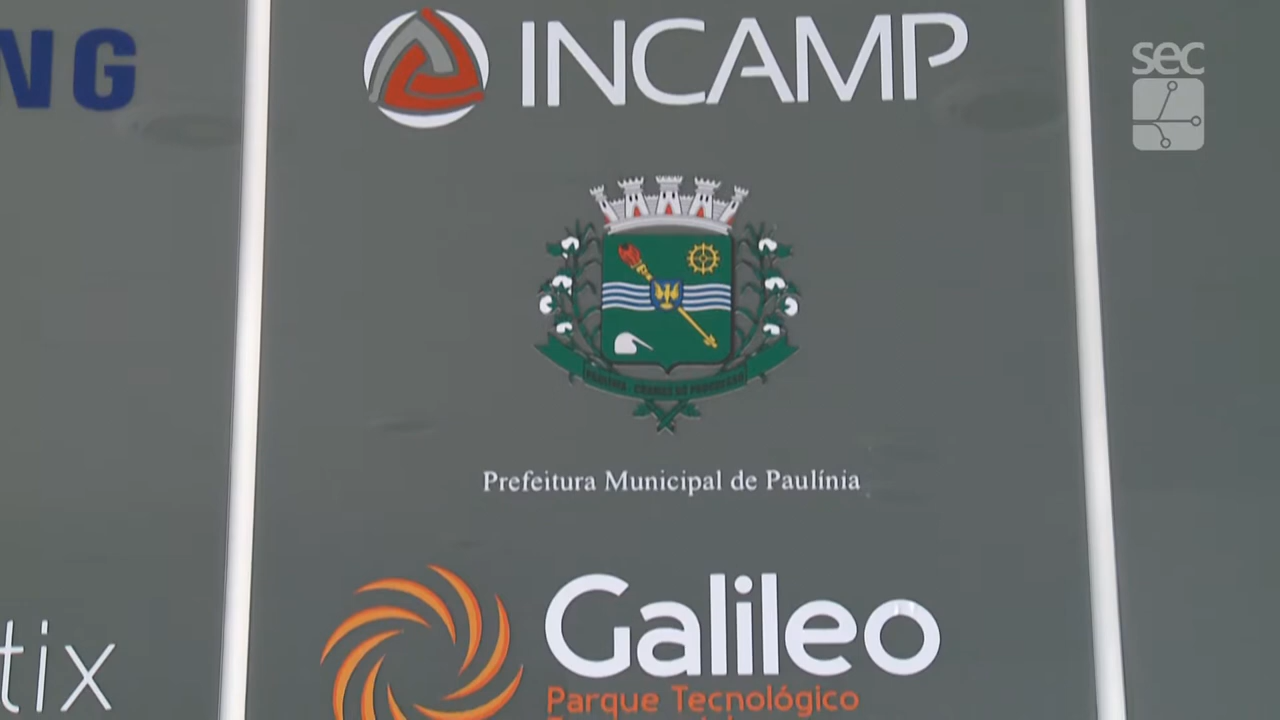 NG
INCAMP
sec
Prefeitura Municipal de Paulínia
tix
Galileo
Parque Tecnológico